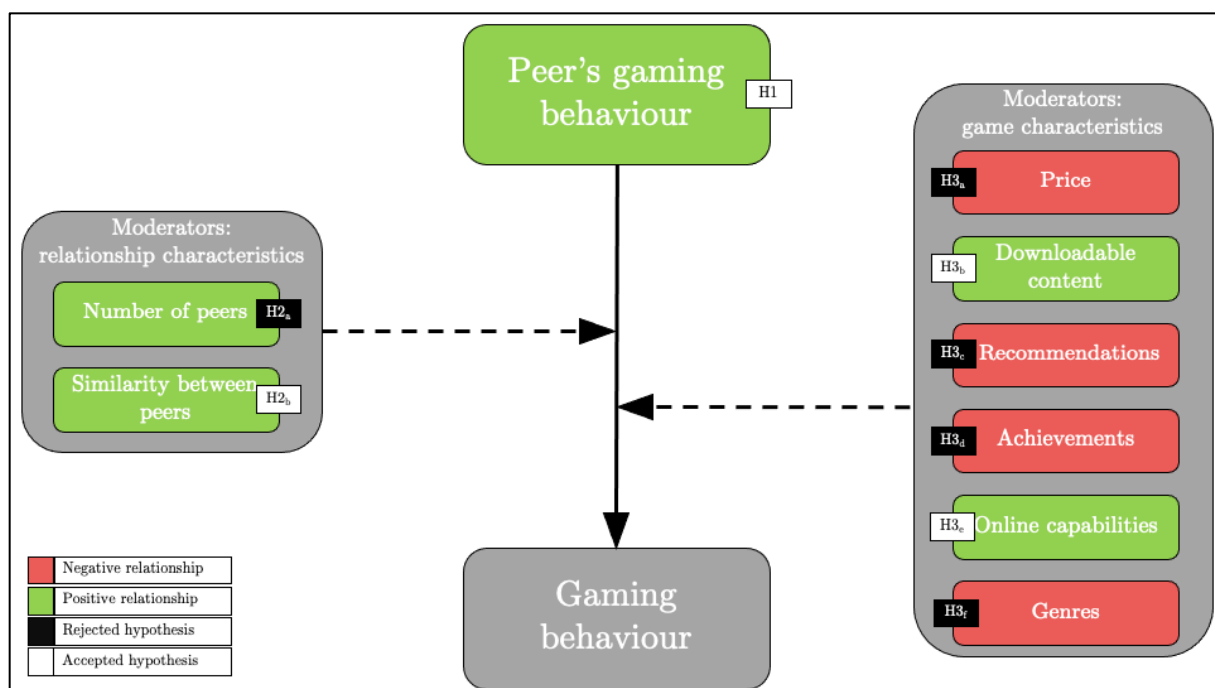 Peer's gaming
behaviour
H1
Moderators:
game characteristics
H3a
Price
H3b
Downloadable
content
H3c
Recommendations
H3d
Achievements
H3e
Online capabilities
H3f
Genres
Moderators:
relationship characteristics
Number of peers
H2a
Similarity between
peers
H2b
Gaming
behaviour
Negative relationship
Positive relationship
Rejected hypothesis
Accepted hypothesis